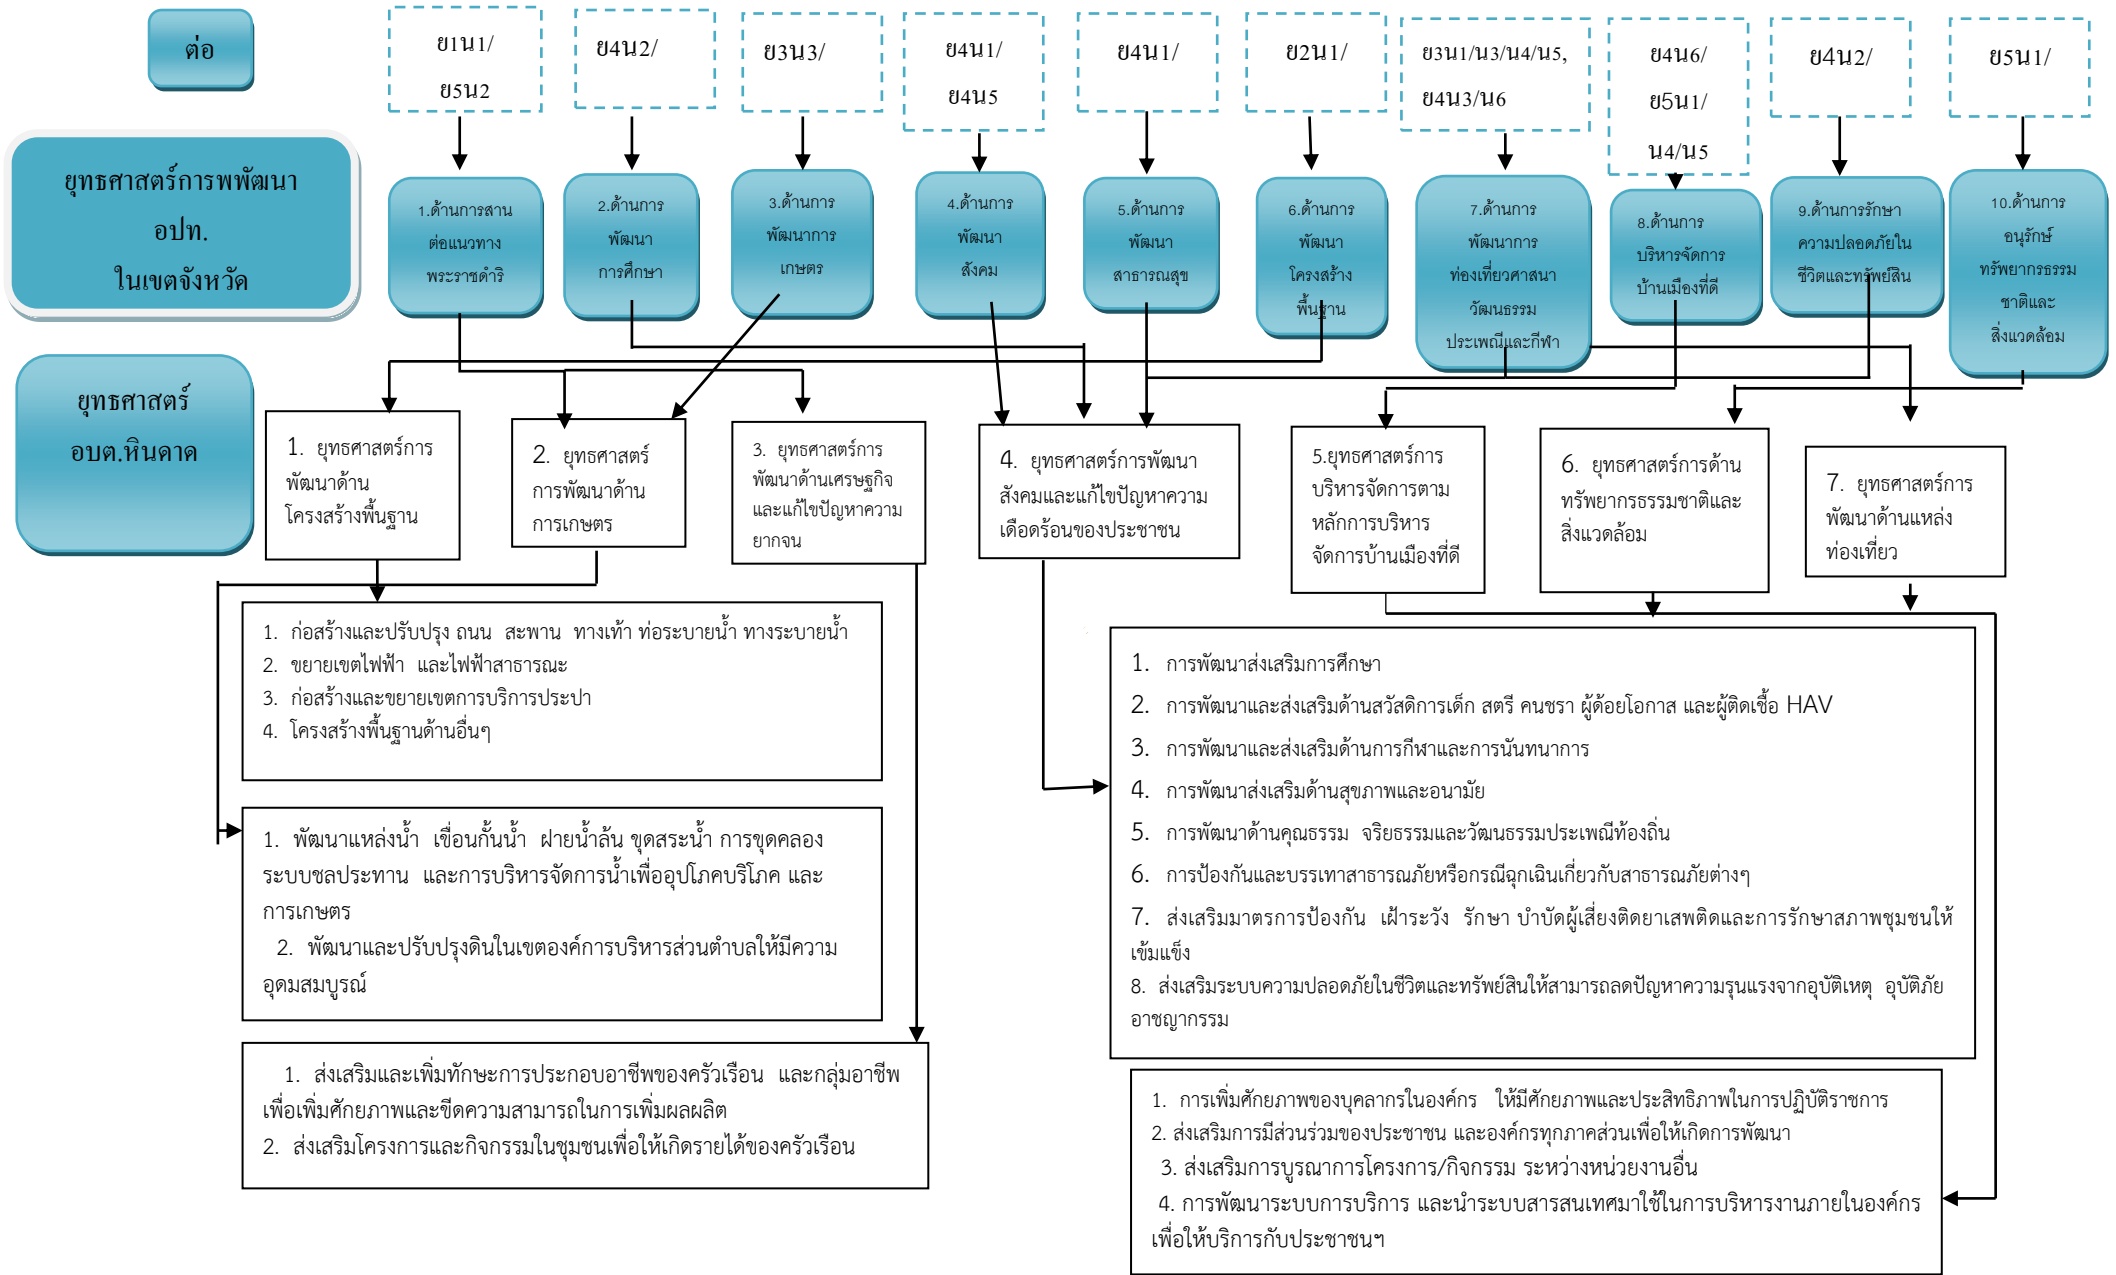 ต่อ
ย1น1/
ย5น2
ย4น2/
ย3น3/
ย4น1/
ย4น5
ย4น1/
ย2น1/
ย3น1/น3/น4/น5,
ย4น3/น6
ย4น6/
ย5น1/
น4/น5
ย4น2/
ย5น1/
ยุทธศาสตร์การพพัฒนา
อปท.
ในเขตจังหวัด
1.ด้านการสาน
ต่อแนวทาง
พระราชดำริ
2.ด้านการ
พัฒนา
การศึกษา
3.ด้านการ
พัฒนาการ
เกษตร
4.ด้านการ
พัฒนา
สังคม
5.ด้านการ
พัฒนา
สาธารณสุข
6.ด้านการ
พัฒนา
โครงสร้าง
พื้นฐาน
7.ด้านการ
พัฒนาการ
ท่องเที่ยวศาสนา
วัฒนธรรม
ประเพณีและกีฬา
8.ด้านการ
บริหารจัดการ
บ้านเมืองที่ดี
9.ด้านการรักษา
ความปลอดภัยใน
ชีวิตและทรัพย์สิน
10.ด้านการ
อนุรักษ์
ทรัพยากรธรรม
ชาติและ
สิ่งแวดล้อม
ยุทธศาสตร์
อบต.หินดาด
1. ยุทธศาสตร์การ
พัฒนาด้าน
โครงสร้างพื้นฐาน
2. ยุทธศาสตร์
การพัฒนาด้าน
การเกษตร
3. ยุทธศาสตร์การ
พัฒนาด้านเศรษฐกิจ
และแก้ไขปัญหาความ
ยากจน
4. ยุทธศาสตร์การพัฒนา
สังคมและแก้ไขปัญหาความ
เดือดร้อนของประชาชน
5.ยุทธศาสตร์การ
บริหารจัดการตาม
หลักการบริหาร
จัดการบ้านเมืองที่ดี
6. ยุทธศาสตร์การด้าน
ทรัพยากรธรรมชาติและ
สิ่งแวดล้อม
7. ยุทธศาสตร์การ
พัฒนาด้านแหล่ง
ท่องเที่ยว
1. ก่อสร้างและปรับปรุง ถนน สะพาน ทางเท้า ท่อระบายน้ำ ทางระบายน้ำ
2. ขยายเขตไฟฟ้า และไฟฟ้าสาธารณะ
3. ก่อสร้างและขยายเขตการบริการประปา
4. โครงสร้างพื้นฐานด้านอื่นๆ
1. พัฒนาแหล่งน้ำ เขื่อนกั้นน้ำ ฝายน้ำล้น ขุดสระน้ำ การขุดคลอง
ระบบชลประทาน และการบริหารจัดการน้ำเพื่ออุปโภคบริโภค และ
การเกษตร
2. พัฒนาและปรับปรุงดินในเขตองค์การบริหารส่วนตำบลให้มีความ
อุดมสมบูรณ์
1. ส่งเสริมและเพิ่มทักษะการประกอบอาชีพของครัวเรือน และกลุ่มอาชีพ
เพื่อเพิ่มศักยภาพและขีดความสามารถในการเพิ่มผลผลิต
2. ส่งเสริมโครงการและกิจกรรมในชุมชนเพื่อให้เกิดรายได้ของครัวเรือน
1. การพัฒนาส่งเสริมการศึกษา
2. การพัฒนาและส่งเสริมด้านสวัสดิการเด็ก สตรี คนชรา ผู้ด้อยโอกาส และผู้ติดเชื้อ HAV
3. การพัฒนาและส่งเสริมด้านการกีฬาและการนันทนาการ
4. การพัฒนาส่งเสริมด้านสุขภาพและอนามัย
5. การพัฒนาด้านคุณธรรม จริยธรรมและวัฒนธรรมประเพณีท้องถิ่น
6. การป้องกันและบรรเทาสาธารณภัยหรือกรณีฉุกเฉินเกี่ยวกับสาธารณภัยต่างๆ
7. ส่งเสริมมาตรการป้องกัน เฝ้าระวัง รักษา บำบัดผู้เสี่ยงติดยาเสพติดและการรักษาสภาพชุมชนให้
เข้มแข็ง
8. ส่งเสริมระบบความปลอดภัยในชีวิตและทรัพย์สินให้สามารถลดปัญหาความรุนแรงจากอุบัติเหตุ อุบัติภัย
อาชญากรรม
1. การเพิ่มศักยภาพของบุคลากรในองค์กร ให้มีศักยภาพและประสิทธิภาพในการปฏิบัติราชการ
2. ส่งเสริมการมีส่วนร่วมของประชาชน และองค์กรทุกภาคส่วนเพื่อให้เกิดการพัฒนา
3. ส่งเสริมการบูรณาการโครงการ/กิจกรรม ระหว่างหน่วยงานอื่น
4. การพัฒนาระบบการบริการ และนำระบบสารสนเทศมาใช้ในการบริหารงานภายในองค์กร
เพื่อให้บริการกับประชาชนฯ